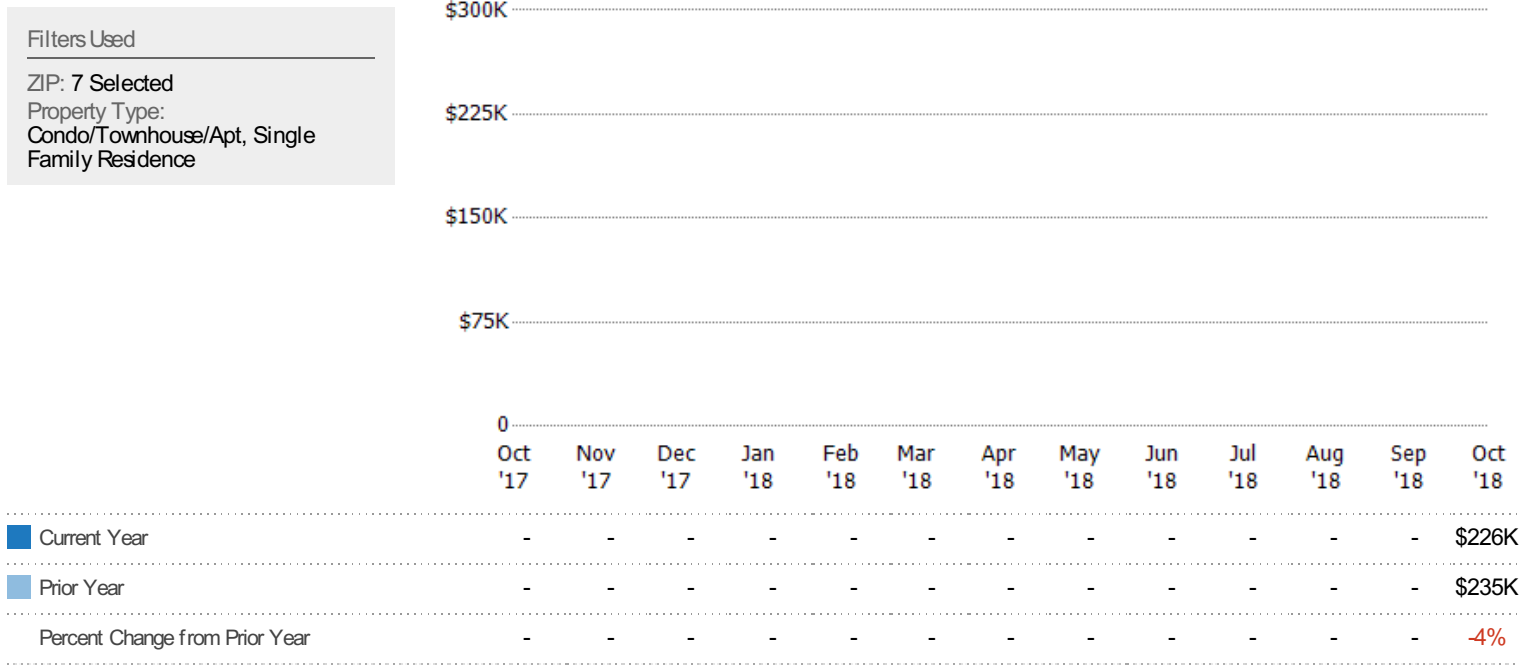 Filters Used
ZIP: 7 Selected
Property Type:
Condo/Townhouse/Apt, Single
Family Residence
$300K
$225K
$150K
$75K
0
Oct Nov Dec Jan Feb Mar Apr May Jun Jul Aug Sep Oct
'17 '17 '17 '18 '18 '18 '18 '18 '18 '18 '18 '18 '18
Current Year - - - - - - - - - - - - $226K
Prior Year - - - - - - - - - - - - $235K
Percent Change from Prior Year - - - - - - - - - - - - -4%